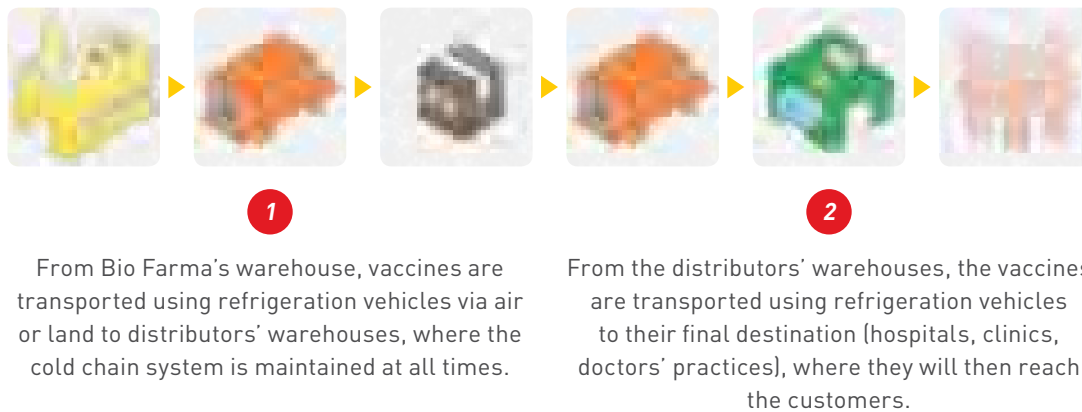 1
From Bio Farma’s warehouse, vaccines are
transported using refrigeration vehicles via air
or land to distributors’ warehouses, where the
cold chain system is maintained at all times.
2
From the distributors’ warehouses, the vaccines
are transported using refrigeration vehicles
to their final destination (hospitals, clinics,
doctors’ practices), where they will then reach
the customers.